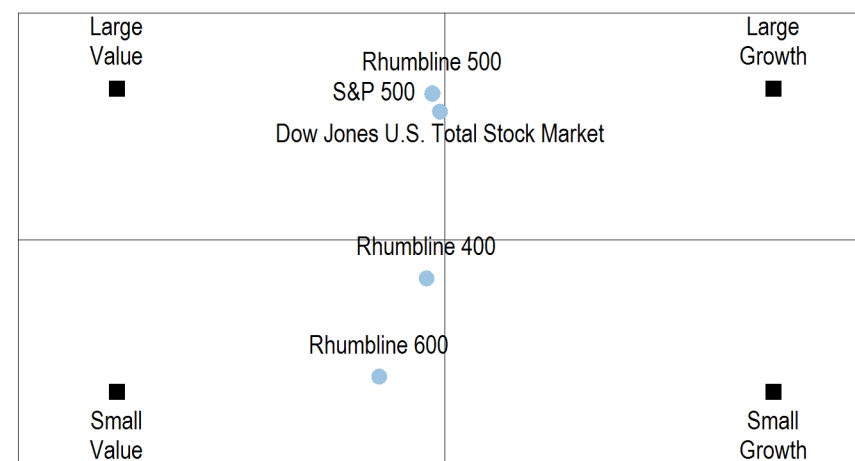 Large
Value
Large
Growth
Rhumbline 500
S&P 500
Dow Jones U.S. Total Stock Market
Rhumbline 400
Rhumbline 600
Small
Value
Small
Growth